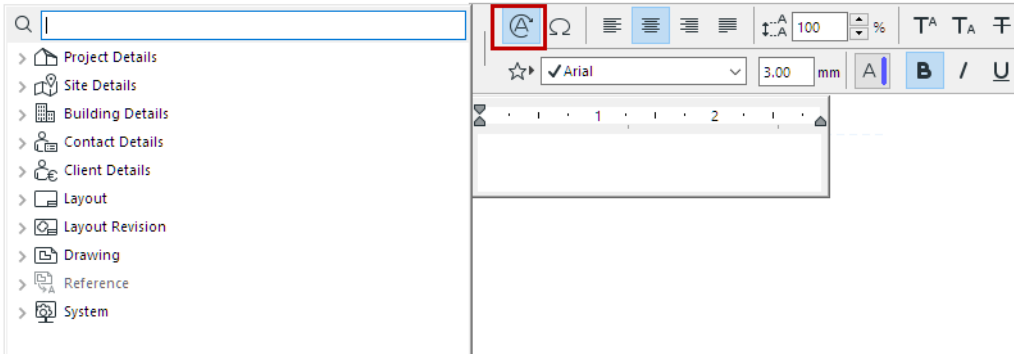 100 %
Project Details
Site Details
Arial 3.00 mm A B I U
Building Details
1 2
Contact Details
Client Details
Layout
Layout Revision
Drawing
Reference
System